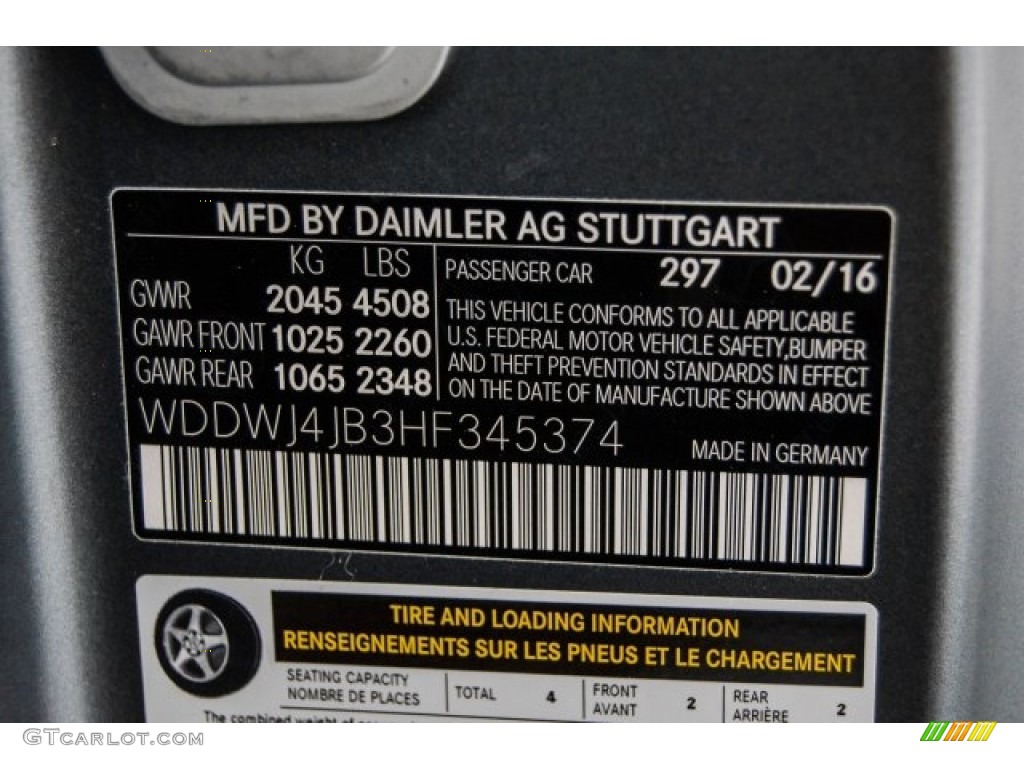 MFD BY DAIMLER AG STUTTGART
KG LBS
GVWR 2045 4508
GAWR FRONT 1025 2260
GAWR REAR 1065 2348
PASSENGER CAR 297 02/16
THIS VEHICLE CONFORMS TO ALL APPLICABLE
U.S. FEDERAL MOTOR VEHICLE SAFETY,BUMPER
AND THEFT PREVENTION STANDARDS IN EFFECT
ON THE DATE OF MANUFACTURE SHOWN ABOVE
WDDWJ4JB3HF345374
MADE IN GERMANY
TIRE AND LOADING INFORMATION
RENSEIGNEMENTS SUR LES PNEUS ET LE CHARGEMENT
SEATING CAPACITY
NOMBRE DE PLACES
TOTAL 4
FRONT
AVANT 2
REAR
ARRIÈRE 2
The combined weight of
GTCarlot.com